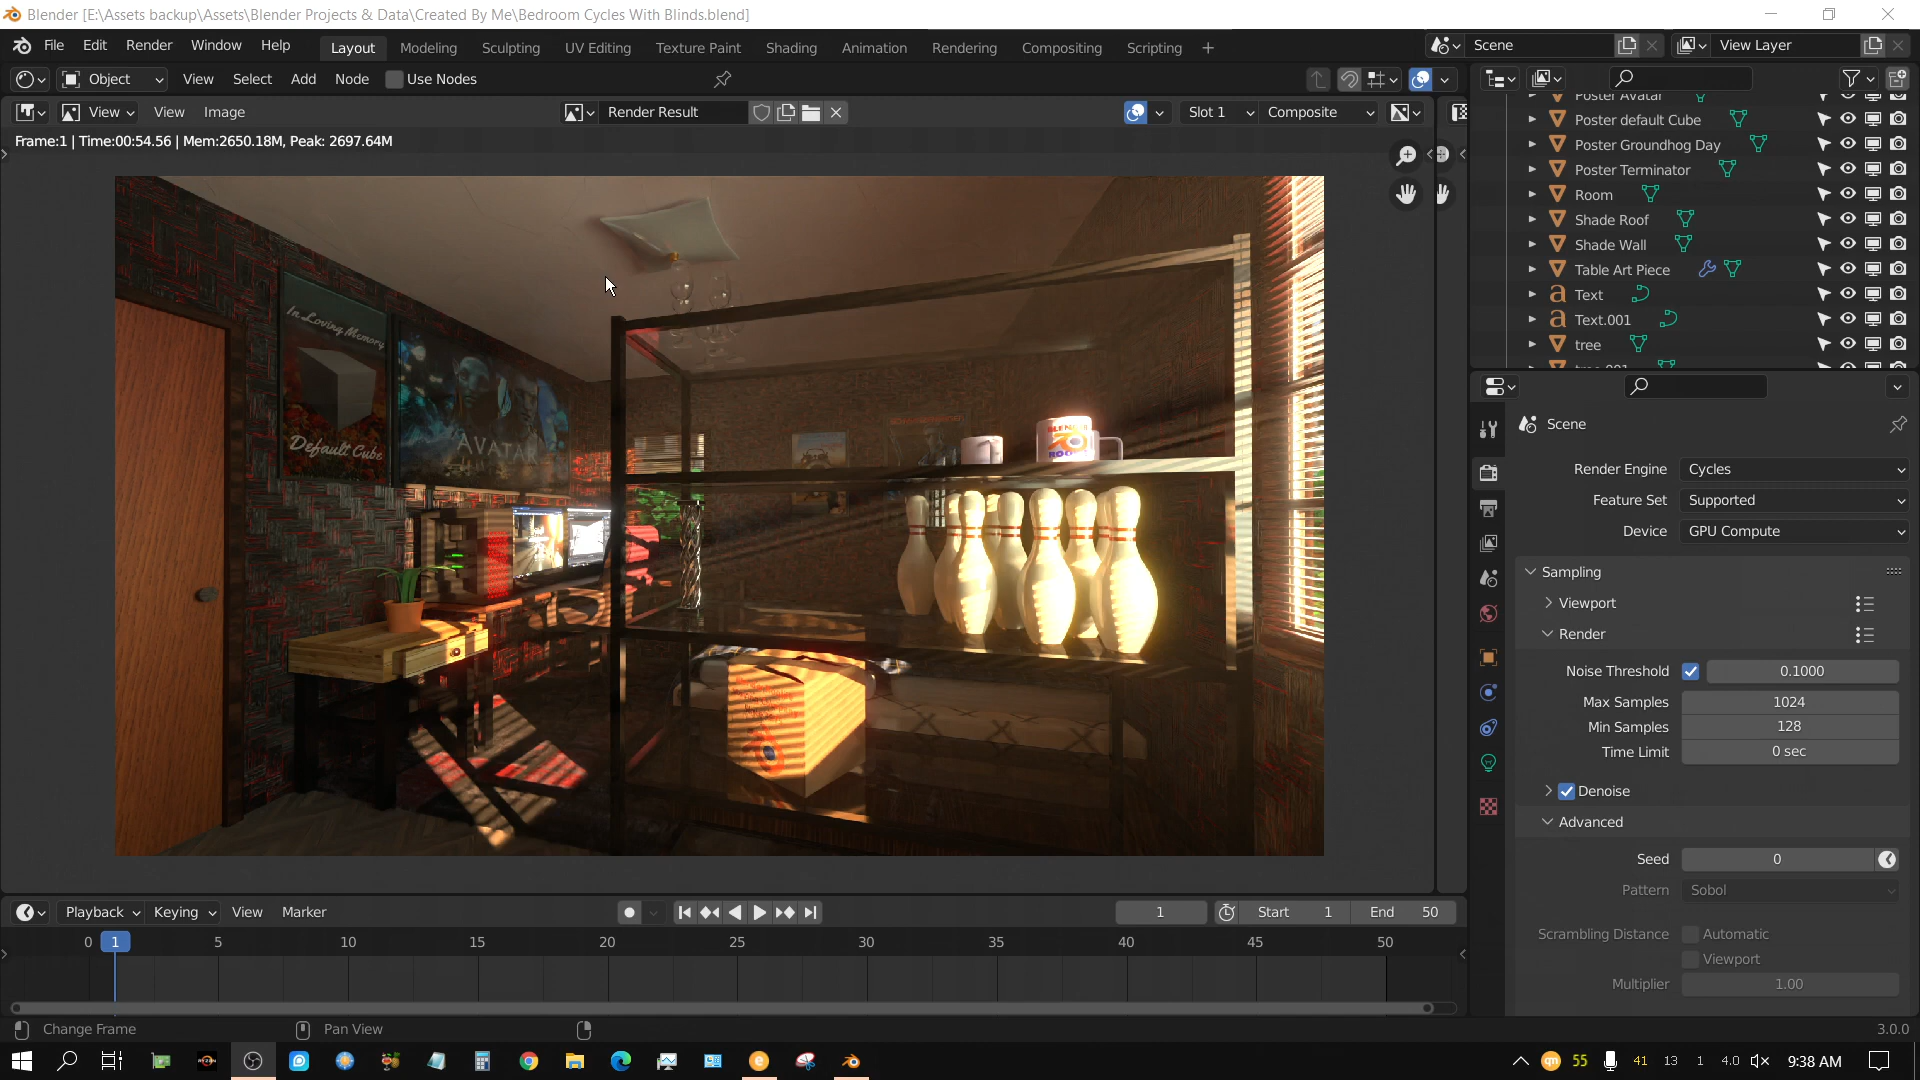 Blender [E:\Assets backup\Assets\Blender Projects & Data\Created By Me\Bedroom Cycles With Blinds.blend]
File Edit Render Window Help Layout Modeling Sculpting UV Editing Texture Paint Shading Animation Rendering Compositing Scripting + Scene View Layer
Object View Select Add Node Use Nodes
View View Image Render Result Slot 1 Composite
Frame:1 | Time:00:54.56 | Mem:2650.18M, Peak: 2697.64M
Poster Avatar
Poster default Cube
Poster Groundhog Day
Poster Terminator
Room
Shade Roof
Shade Wall
Table Art Piece
Text
Text.001
tree
In Loving Memory
Default Cube
AVATAR
BLENDER
Scene
Render Engine Cycles
Feature Set Supported
Device GPU Compute
Sampling
Viewport
Render
Noise Threshold 0.1000
Max Samples 1024
Min Samples 128
Time Limit 0 sec
Denoise
Advanced
Seed 0
Pattern Sobol
Scrambling Distance Automatic
Viewport
Multiplier 1.00
Playback Keying View Marker 1 Start 1 End 50
0 1 5 10 15 20 25 30 35 40 45 50
Change Frame Pan View 3.0.0
55 41 13 1 4.0 9:38 AM